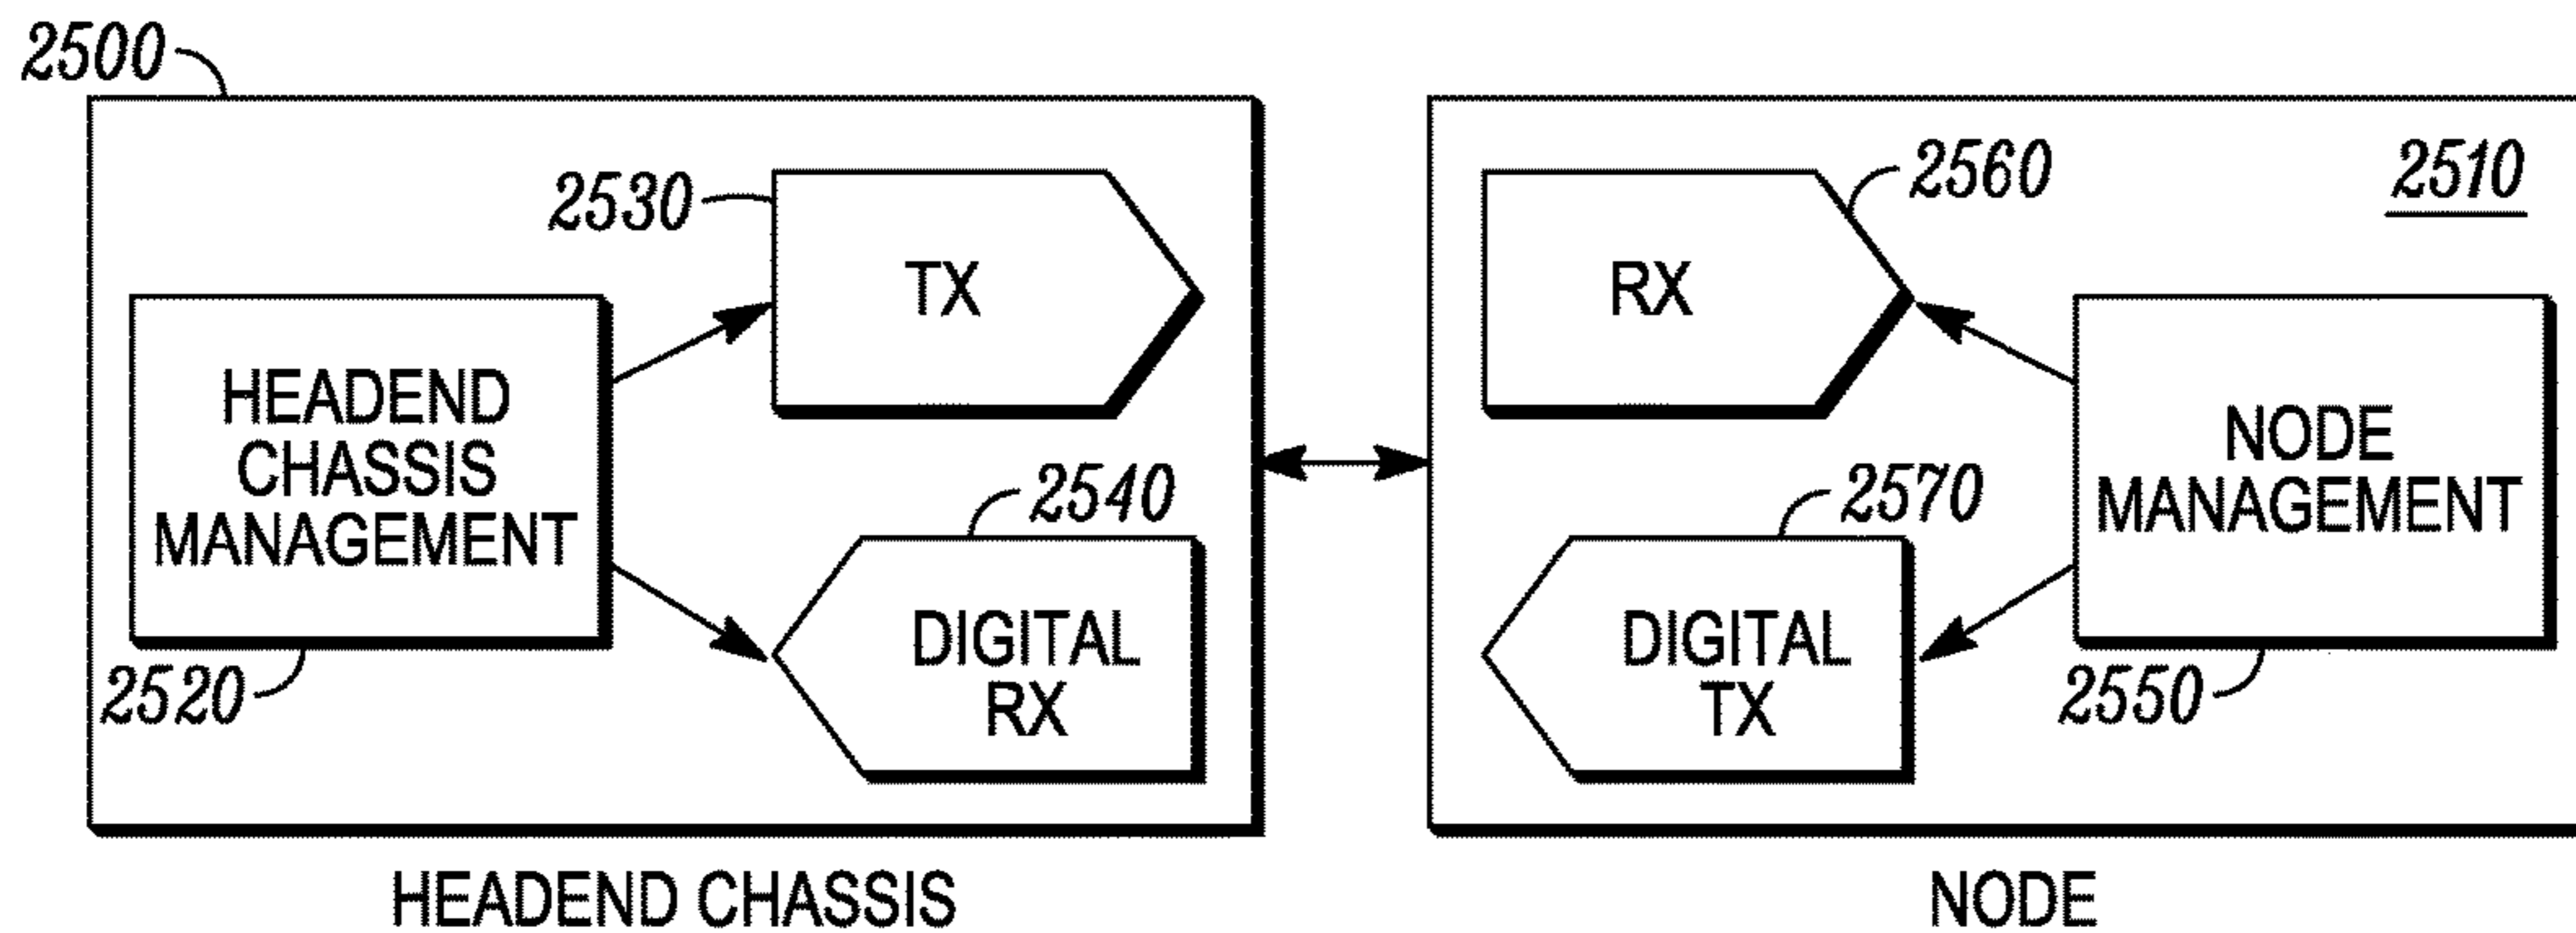 2500
2530
TX
2560
RX
2510
HEADEND
CHASSIS
MANAGEMENT
2520
2540
DIGITAL
RX
2570
DIGITAL
TX
NODE
MANAGEMENT
2550
HEADEND CHASSIS
NODE